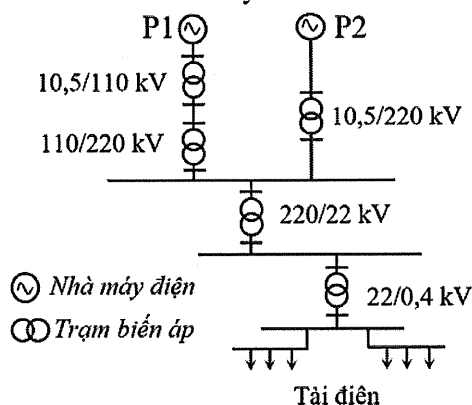 P1
P2
10,5/110 kV
110/220 kV
10,5/220 kV
220/22 kV
22/0,4 kV
Nhà máy điện
Trạm biến áp
Tải điện